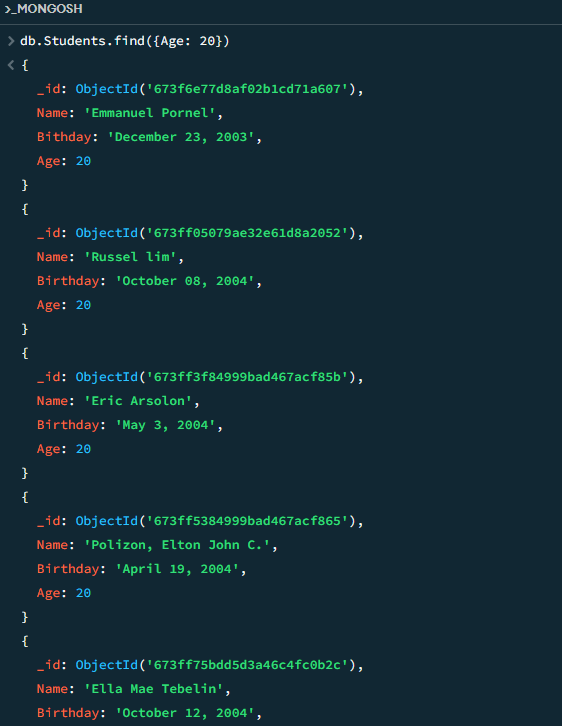 >_MONGOSH
> db.Students.find({Age: 20})
< {
_id: ObjectId('673f6e77d8af02b1cd71a607'),
Name: 'Emmanuel Pornel',
Bithday: 'December 23, 2003',
Age: 20
}
{
_id: ObjectId('673ff05079ae32e61d8a2052'),
Name: 'Russel lim',
Birthday: 'October 08, 2004',
Age: 20
}
{
_id: ObjectId('673ff3f84999bad467acf85b'),
Name: 'Eric Arsolon',
Birthday: 'May 3, 2004',
Age: 20
}
{
_id: ObjectId('673ff5384999bad467acf865'),
Name: 'Polizon, Elton John C.',
Birthday: 'April 19, 2004',
Age: 20
}
{
_id: ObjectId('673ff75bdd5d3a46c4fc0b2c'),
Name: 'Ella Mae Tebelin',
Birthday: 'October 12, 2004',